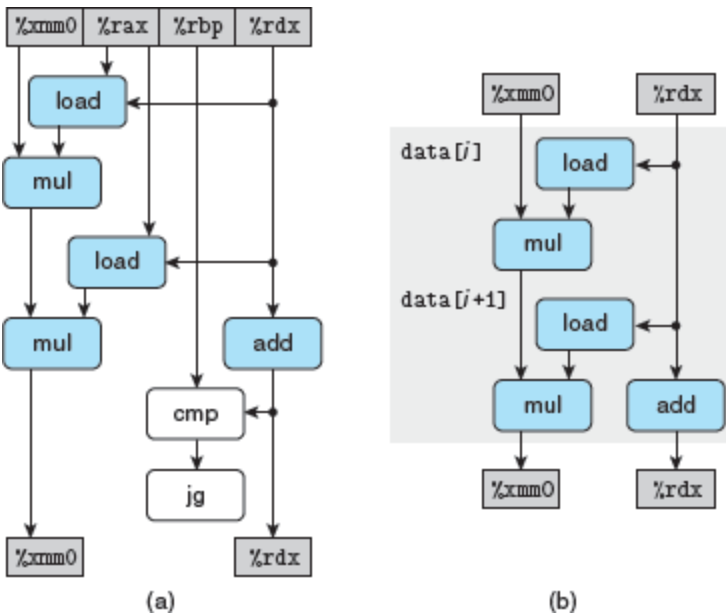 %xmm0 %rax %rbp %rdx
load
mul
load
mul add
cmp
jg
%xmm0 %rdx
(a)
%xmm0 %rdx
data[i]
load
mul
data[i+1]
load
mul add
%xmm0 %rdx
(b)